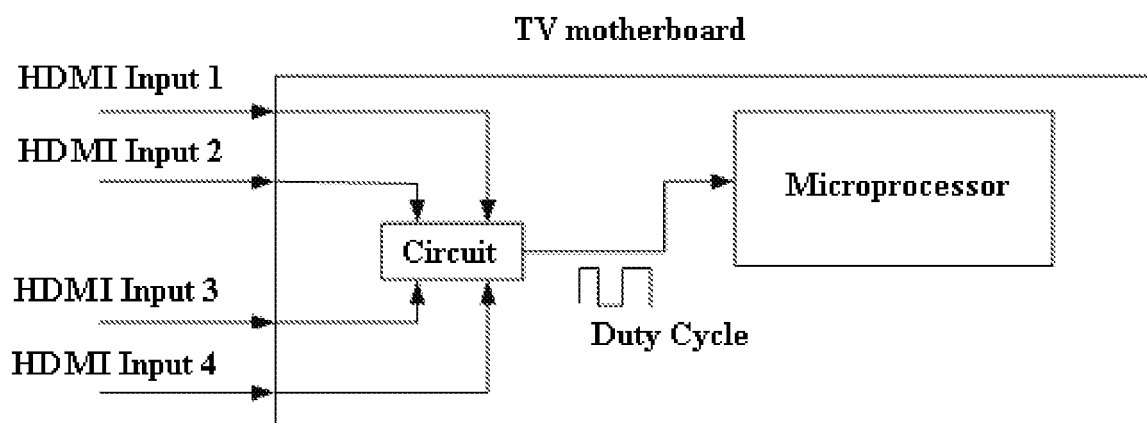 TV motherboard
HDMI Input 1
HDMI Input 2
Microprocessor
Circuit
HDMI Input 3
Duty Cycle
HDMI Input 4